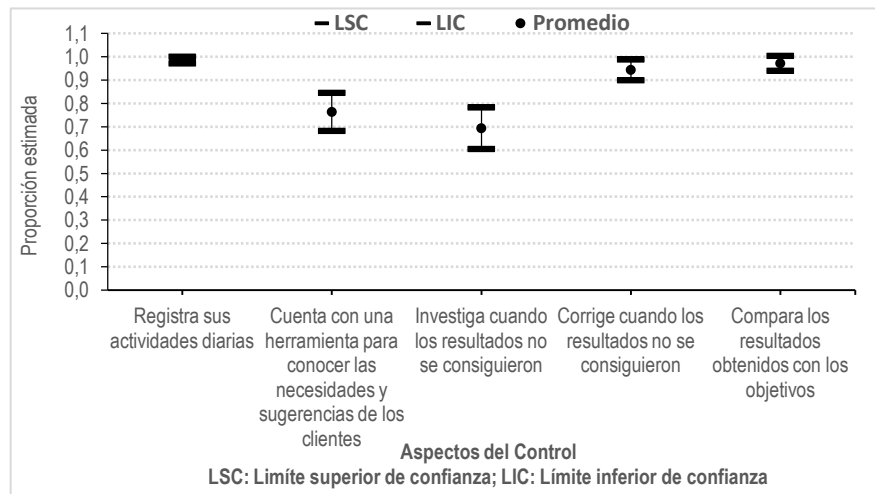 LSC LIC Promedio
1,1
1,0
0,9
0,8
0,7
0,6
0,5
0,4
0,3
0,2
0,1
0,0
Proporción estimada
Registra sus
actividades diarias
Cuenta con una
herramienta para
conocer las
necesidades y
sugerencias de los
clientes
Investiga cuando
los resultados no
se consiguieron
Corrige cuando los
resultados no se
consiguieron
Compara los
resultados
obtenidos con los
objetivos
Aspectos del Control
LSC: Limíte superior de confianza; LIC: Límite inferior de confianza